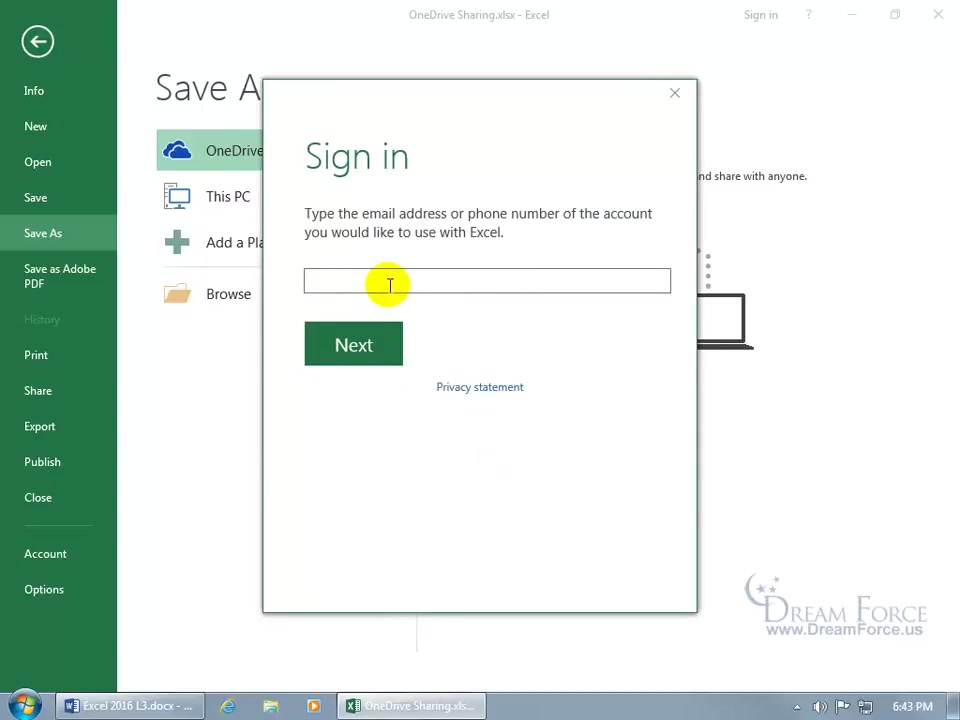 OneDrive Sharing.xlsx - Excel
Sign in
?
Info
New
Open
Save
Save As
Save as Adobe
PDF
History
Print
Share
Export
Publish
Close
Account
Options
Save A
OneDrive
This PC
Add a Pla
Browse
nd share with anyone.
Sign in
Type the email address or phone number of the account
you would like to use with Excel.
Next
Privacy statement
DREAM FORCE
www.DreamForce.us
Excel 2016 L3.docx - ...
OneDrive Sharing.xls...
6:43 PM